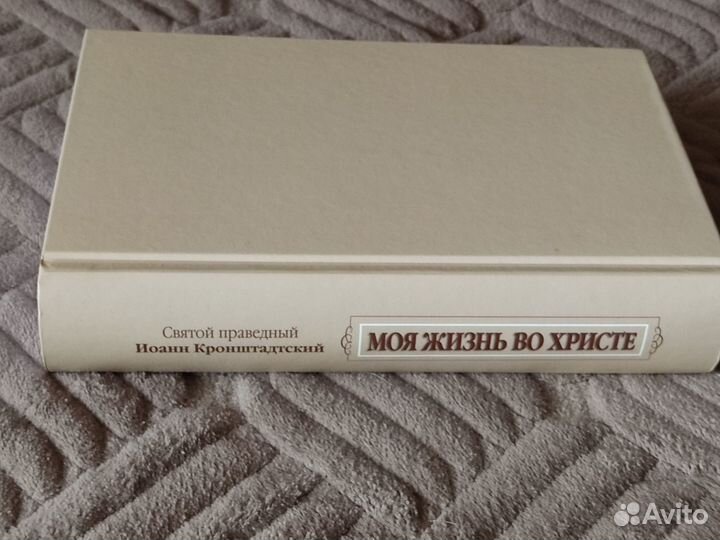 Святой праведный
Иоанн Кронштадтский
МОЯ ЖИЗНЬ ВО ХРИСТЕ
Avito